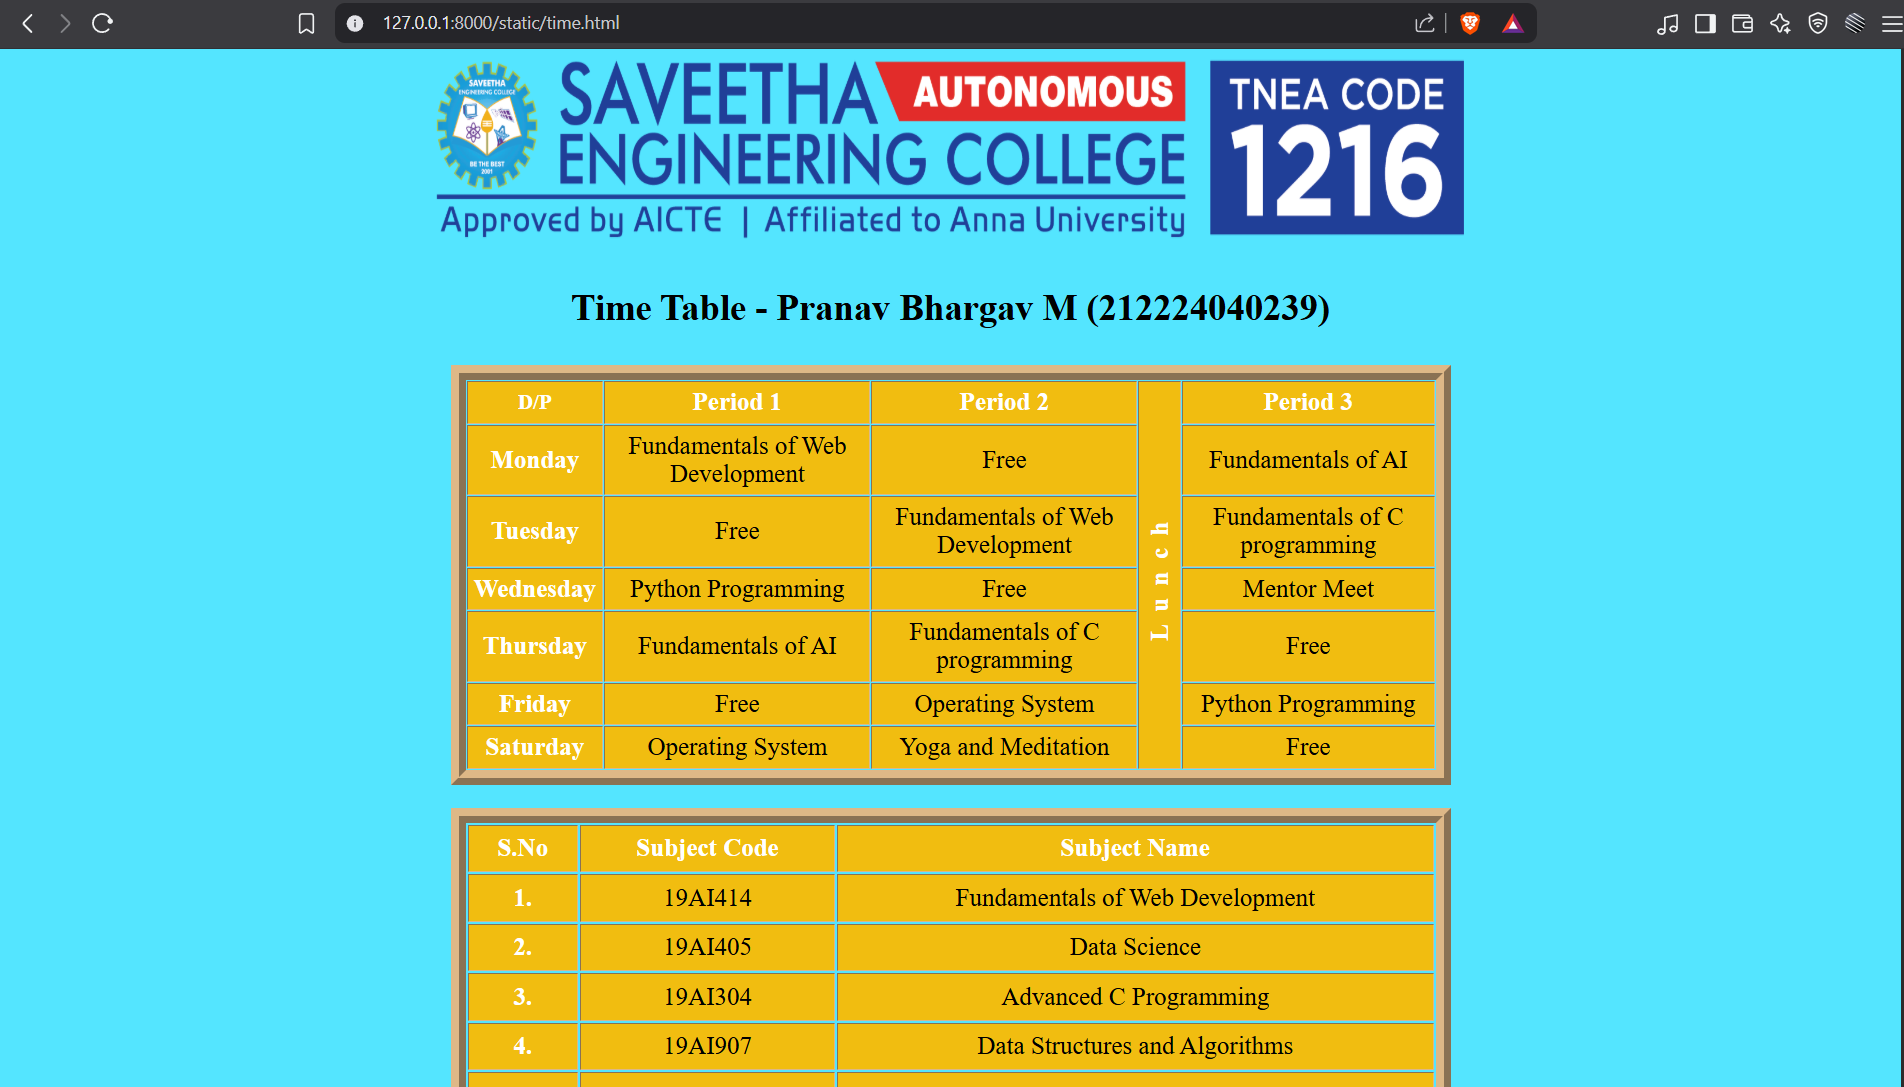 127.0.0.1:8000/static/time.html
SAVEETHA
ENGINEERING COLLEGE
BE THE BEST
2001
SAVEETHA AUTONOMOUS
ENGINEERING COLLEGE
Approved by AICTE | Affiliated to Anna University
TNEA CODE
1216
Time Table - Pranav Bhargav M (212224040239)
D/P Period 1 Period 2 Lunch Period 3
Monday Fundamentals of Web Development Free Fundamentals of AI
Tuesday Free Fundamentals of Web Development Fundamentals of C programming
Wednesday Python Programming Free Mentor Meet
Thursday Fundamentals of AI Fundamentals of C programming Free
Friday Free Operating System Python Programming
Saturday Operating System Yoga and Meditation Free
S.No Subject Code Subject Name
1. 19AI414 Fundamentals of Web Development
2. 19AI405 Data Science
3. 19AI304 Advanced C Programming
4. 19AI907 Data Structures and Algorithms